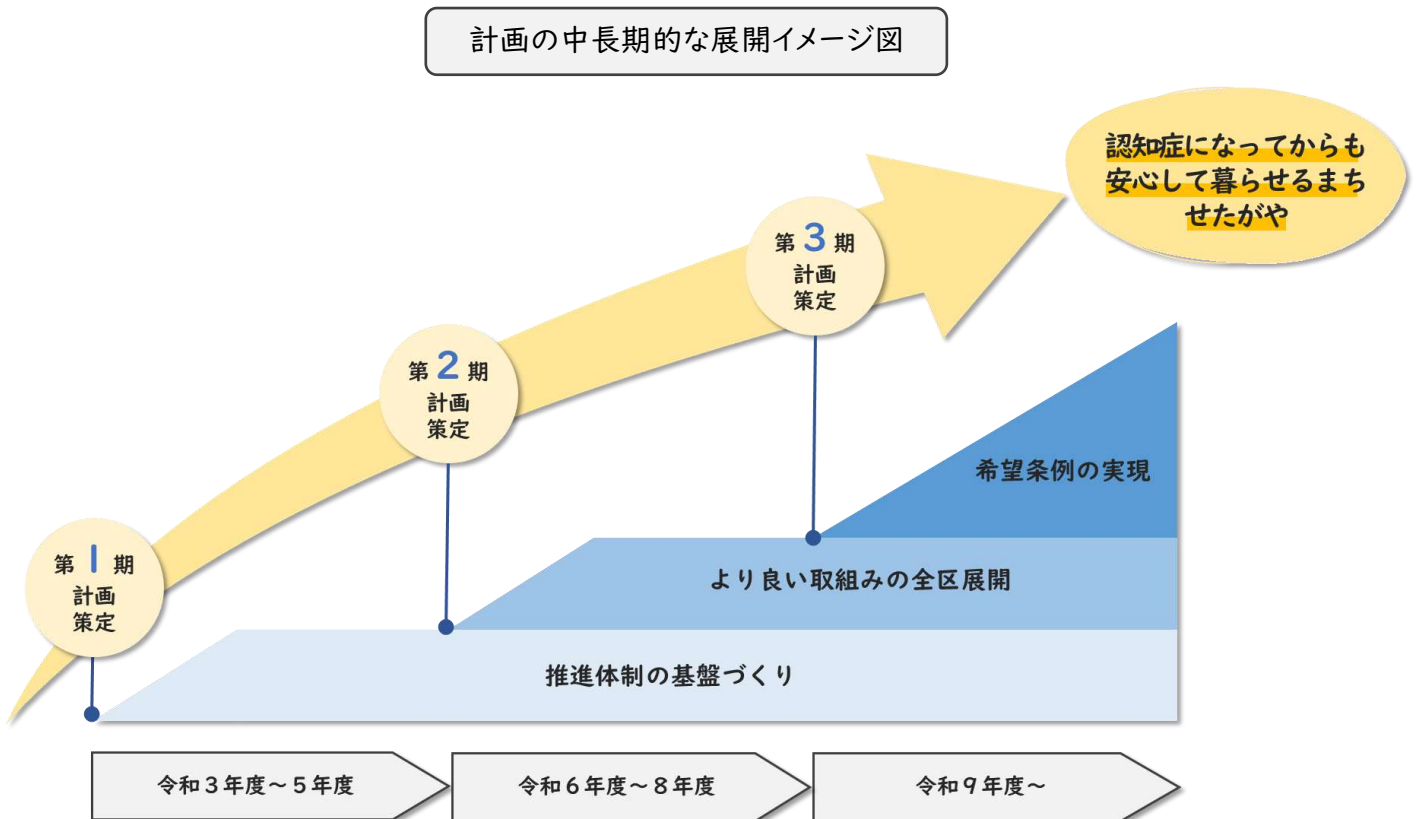 計画の中長期的な展開イメージ図
認知症になってからも
安心して暮らせるまち
せたがや
第3期
計画
策定
第2期
計画
策定
希望条例の実現
第1期
計画
策定
より良い取組みの全区展開
推進体制の基盤づくり
令和3年度～5年度
令和6年度～8年度
令和9年度～